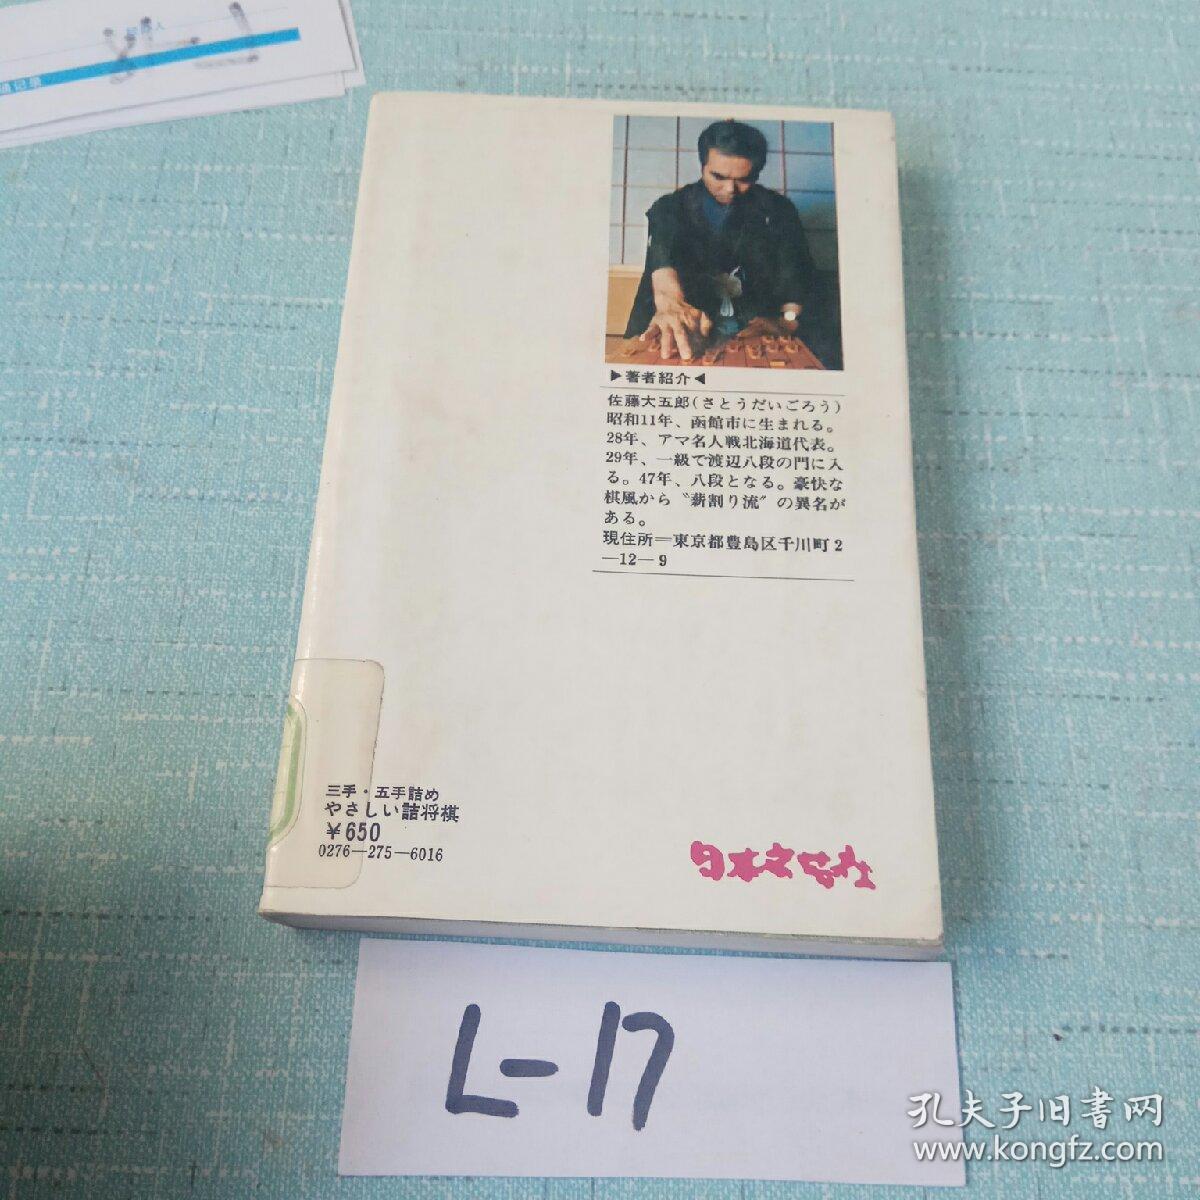 通记录
▶著者紹介◀
佐藤大五郎(さとうだいごろう)
昭和11年、函館市に生まれる。
28年、アマ名人戦北海道代表。
29年、一級で渡辺八段の門に入
る。47年、八段となる。豪快な
棋風から〝薪割り流〟の異名が
ある。
現住所=東京都豊島区千川町2
—12—9
三手・五手詰め
やさしい詰将棋
¥650
0276—275—6016
日本文芸社
L-17
孔夫子旧书网
www.kongfz.com